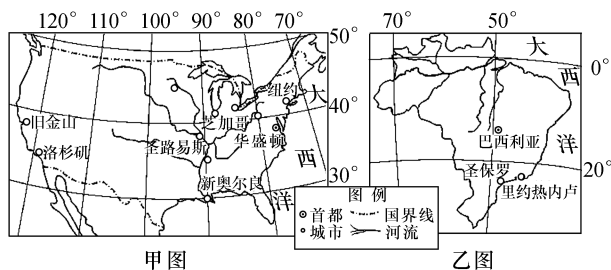 120° 110° 100° 90° 80° 70° 50°
40°
30°
旧金山
洛杉矶
圣路易斯
芝加哥
纽约
华盛顿
新奥尔良
大
西
洋
甲图
图例
首都 国界线
城市 河流
70° 50°
0°
20°
大
西
洋
巴西利亚
圣保罗
里约热内卢
乙图